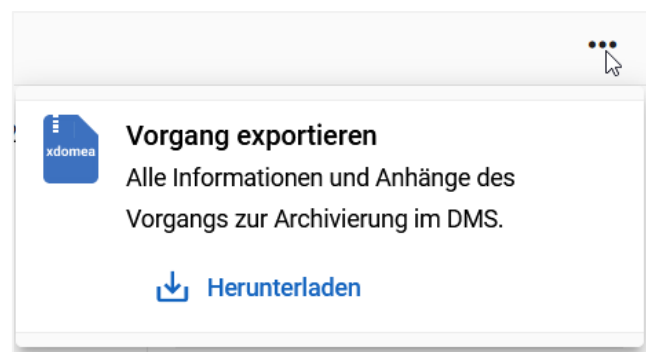 xdomea
Vorgang exportieren
Alle Informationen und Anhänge des
Vorgangs zur Archivierung im DMS.
Herunterladen